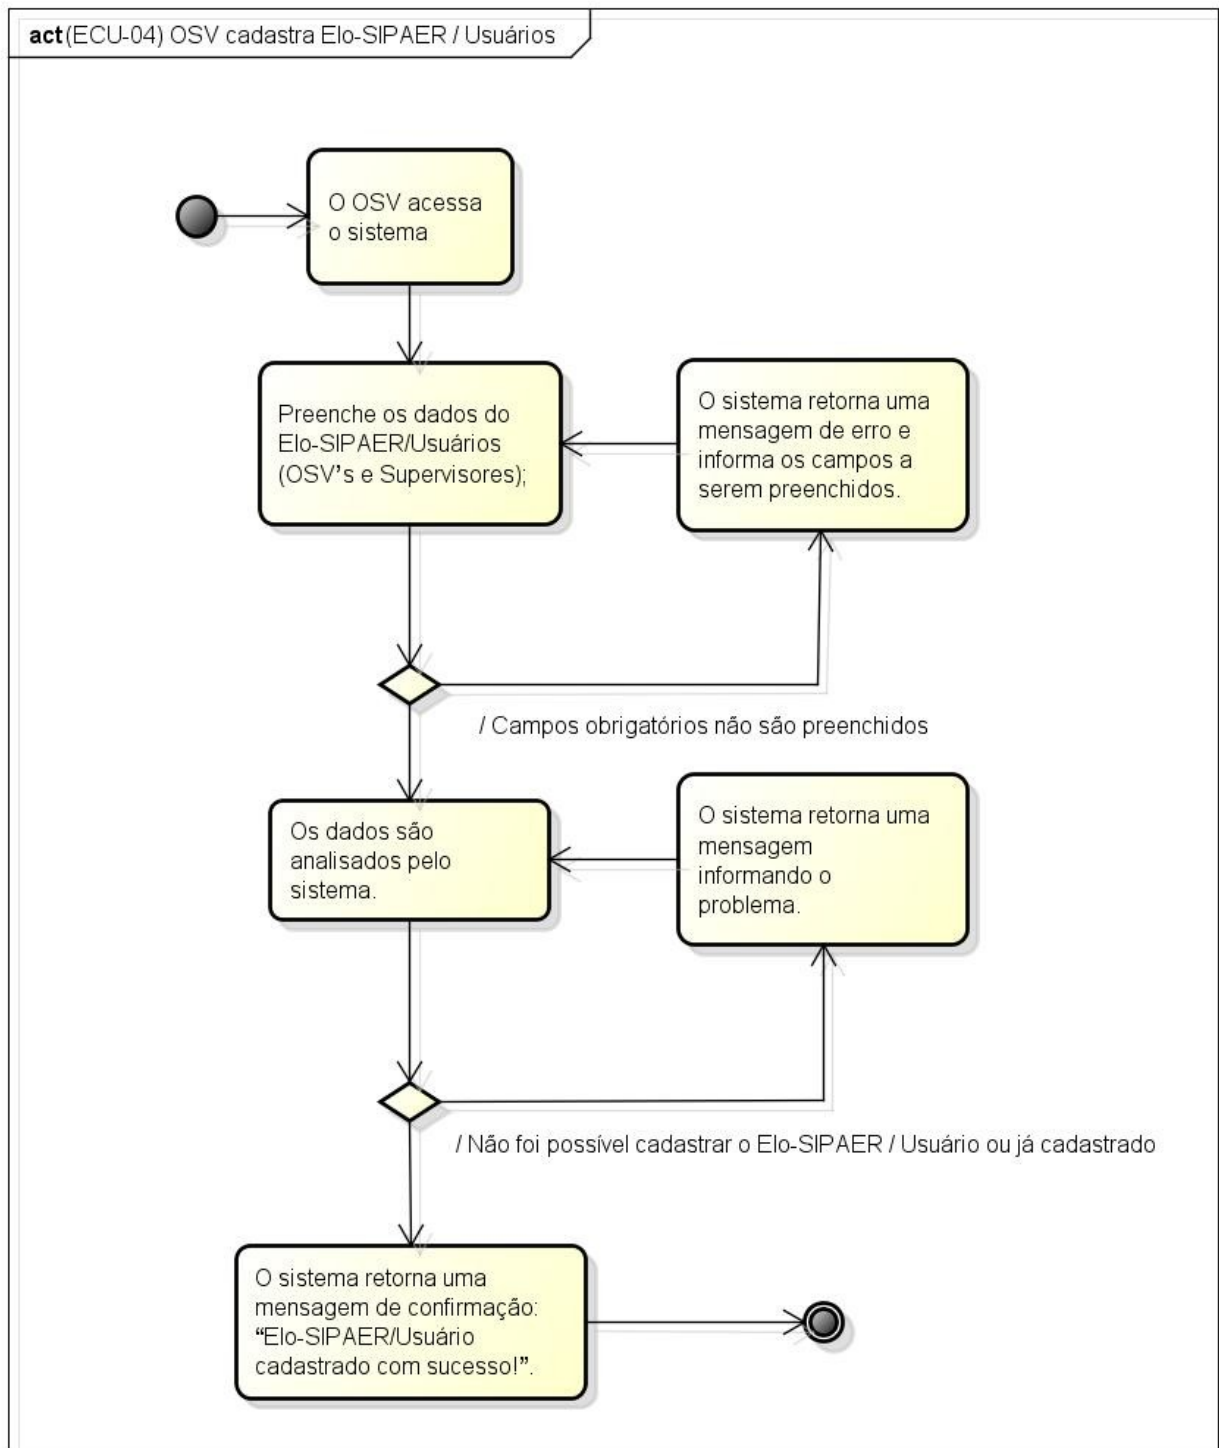 act (ECU-04) OSV cadastra Elo-SIPAER / Usuários
O OSV acessa
o sistema
Preenche os dados do
Elo-SIPAER/Usuários
(OSV's e Supervisores);
O sistema retorna uma
mensagem de erro e
informa os campos a
serem preenchidos.
/ Campos obrigatórios não são preenchidos
Os dados são
analisados pelo
sistema.
O sistema retorna uma
mensagem
informando o
problema.
/ Não foi possível cadastrar o Elo-SIPAER / Usuário ou já cadastrado
O sistema retorna uma
mensagem de confirmação:
“Elo-SIPAER/Usuário
cadastrado com sucesso!”.